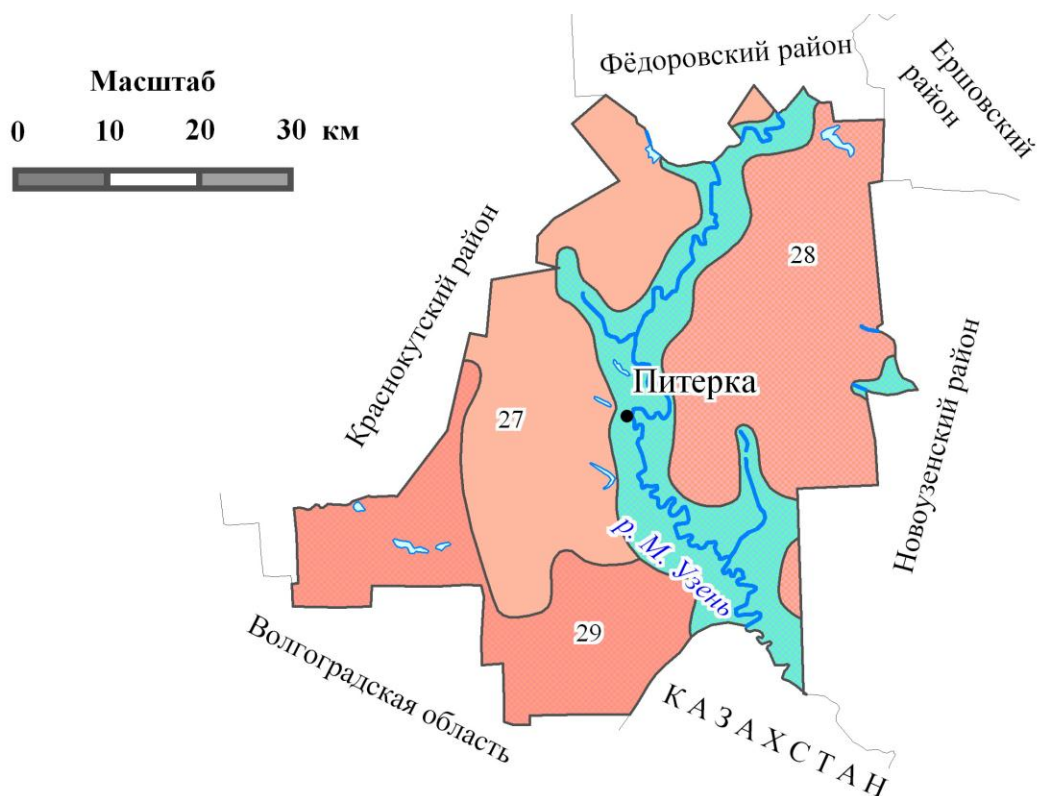 Масштаб
0 10 20 30 км
Фёдоровский район
Ершовский
район
Краснокутский район
28
Питерка
27
Новоузенский район
р. М. Узень
29
Волгоградская область
КАЗАХСТАН